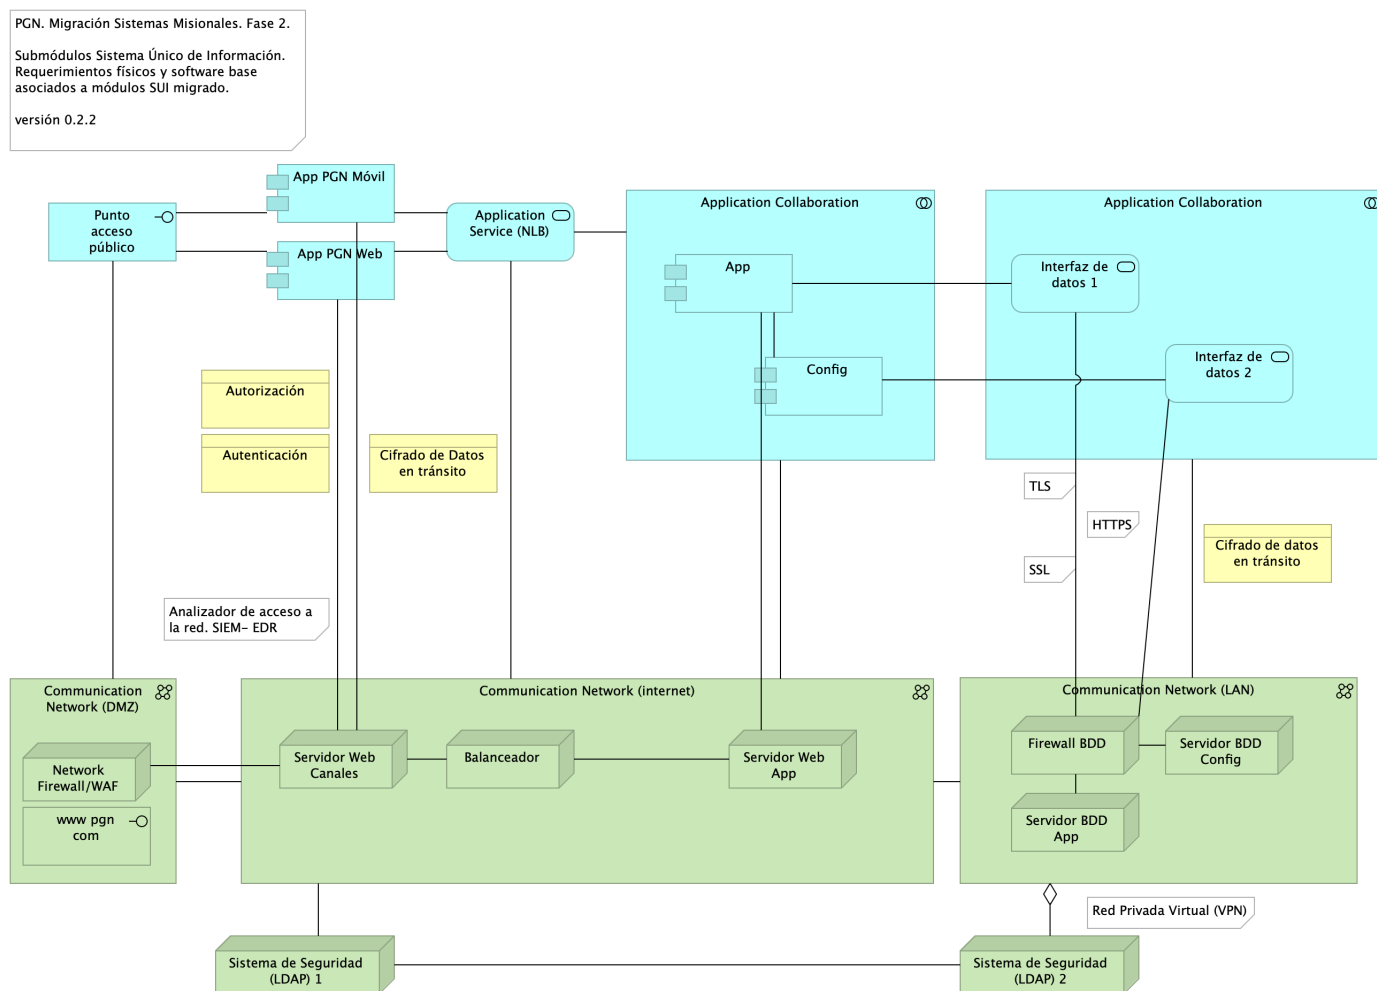 PGN. Migración Sistemas Misionales. Fase 2.
Submódulos Sistema Único de Información.
Requerimientos físicos y software base
asociados a módulos SUI migrado.
versión 0.2.2
Punto
acceso
público
App PGN Móvil
App PGN Web
Application
Service (NLB)
Application Collaboration
App
Config
Application Collaboration
Interfaz de
datos 1
Interfaz de
datos 2
Autorización
Autenticación
Cifrado de Datos
en tránsito
TLS
HTTPS
SSL
Cifrado de datos
en tránsito
Analizador de acceso a
la red. SIEM- EDR
Communication
Network (DMZ)
Network
Firewall/WAF
www pgn
com
Communication Network (internet)
Servidor Web
Canales
Balanceador
Servidor Web
App
Communication Network (LAN)
Firewall BDD
Servidor BDD
Config
Servidor BDD
App
Red Privada Virtual (VPN)
Sistema de Seguridad
(LDAP) 1
Sistema de Seguridad
(LDAP) 2